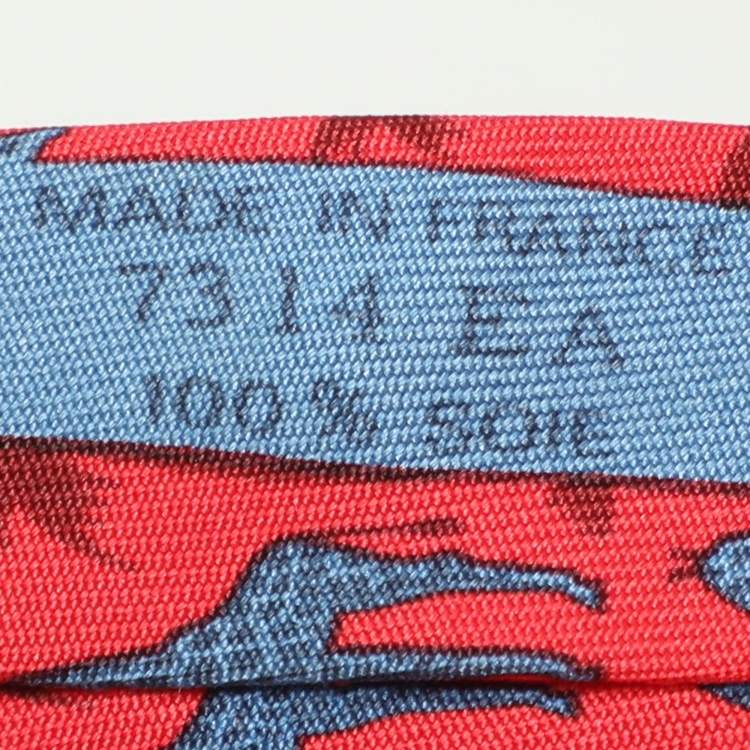 MADE IN FRANCE
7314 EA
100 % SOIE